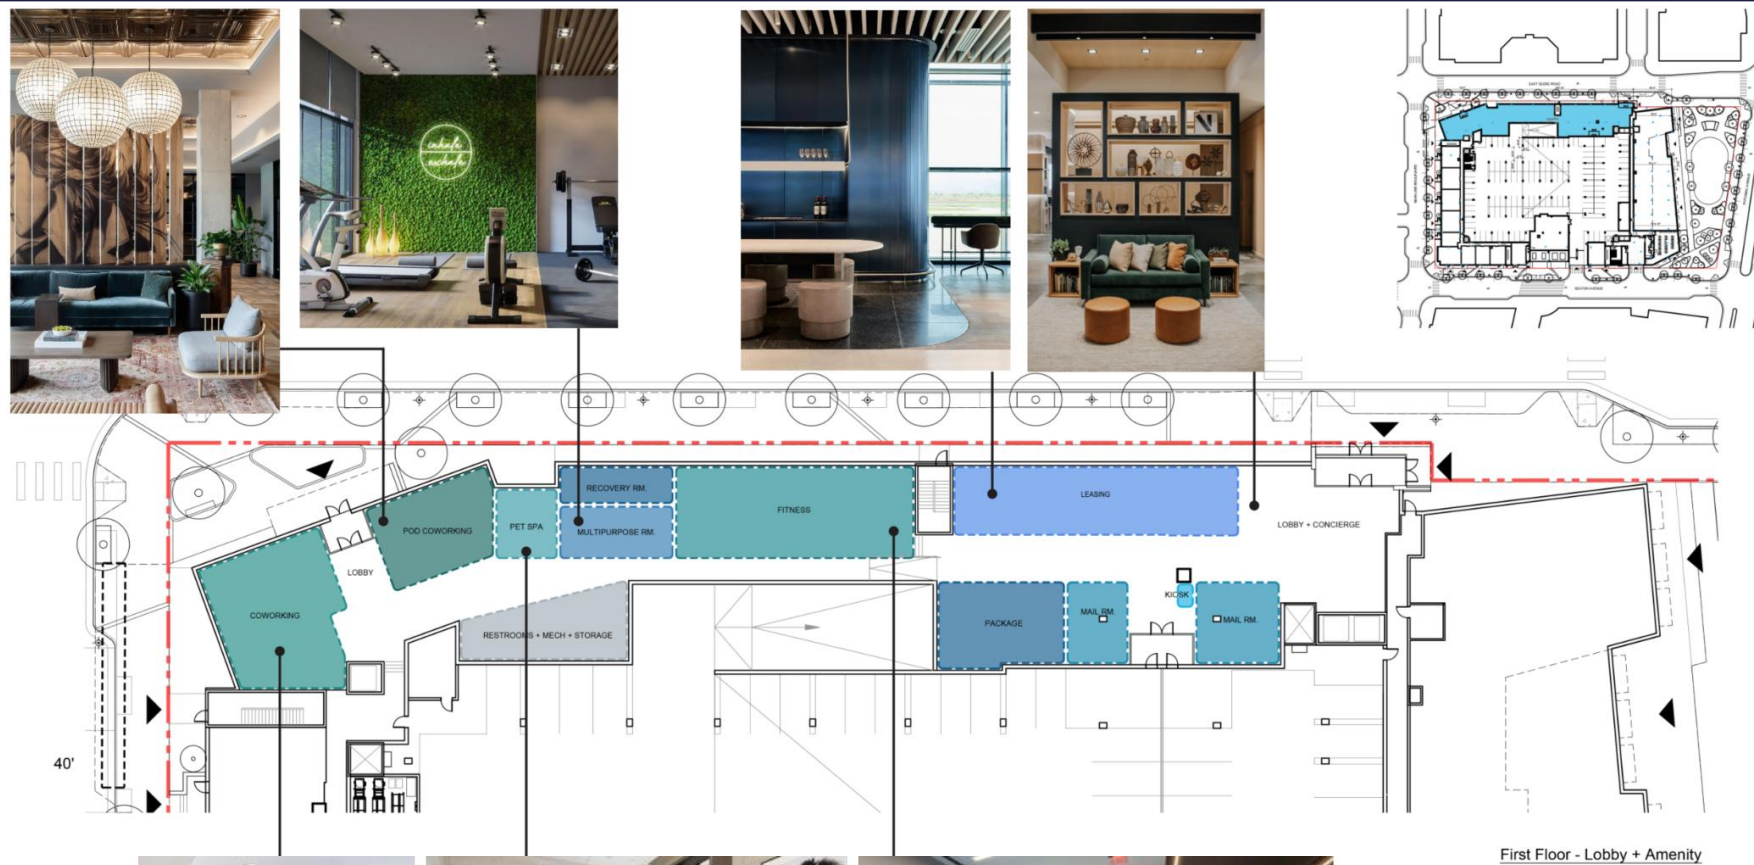 inhale
exhale
RECOVERY RM.
LEASING
FITNESS
PET SPA
POD COWORKING
MULTIPURPOSE RM.
LOBBY + CONCIERGE
LOBBY
KIOSK
COWORKING
MAIL RM.
MAIL RM.
PACKAGE
RESTROOMS + MECH + STORAGE
40'
First Floor - Lobby + Amenity